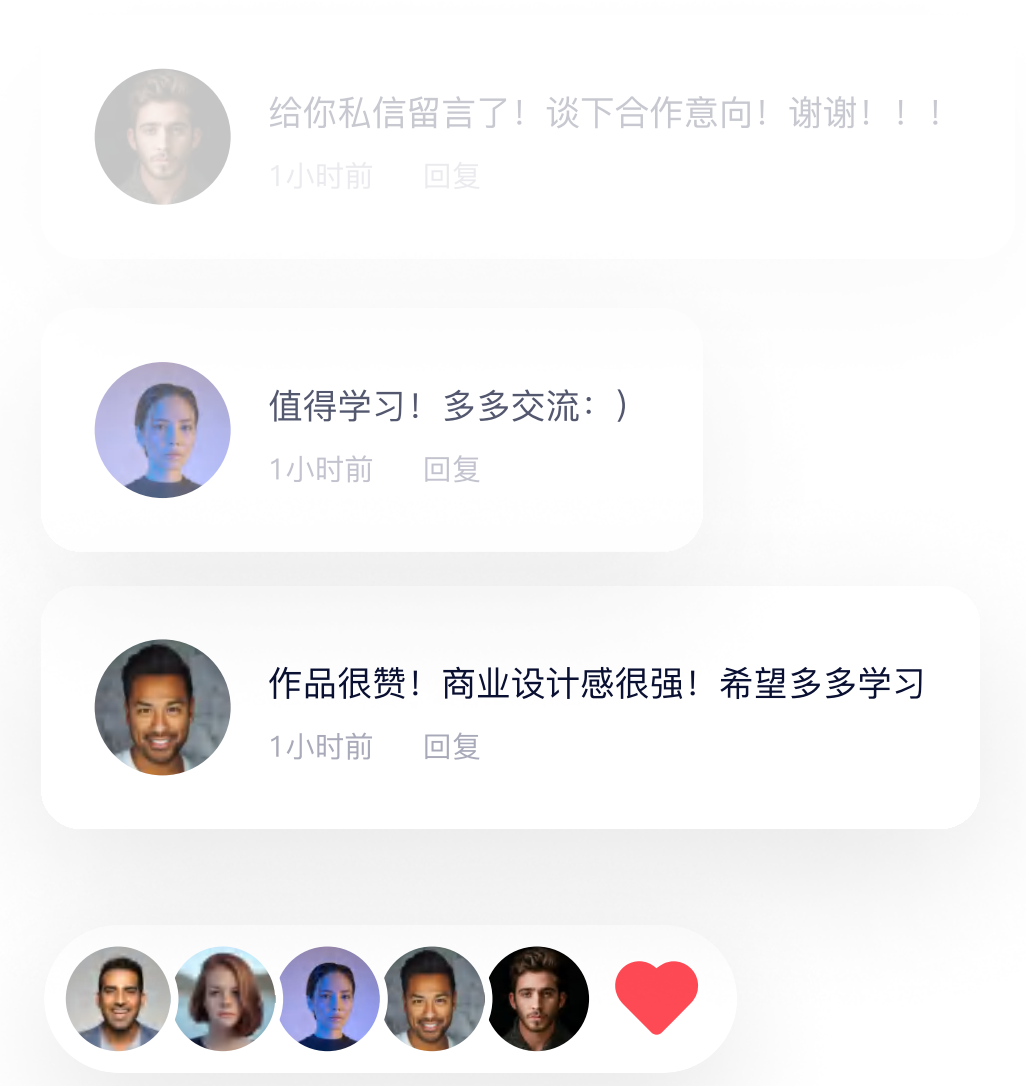 给你私信留言了！谈下合作意向！谢谢！！！
1小时前 回复
值得学习！多多交流：）
1小时前 回复
作品很赞！商业设计感很强！希望多多学习
1小时前 回复